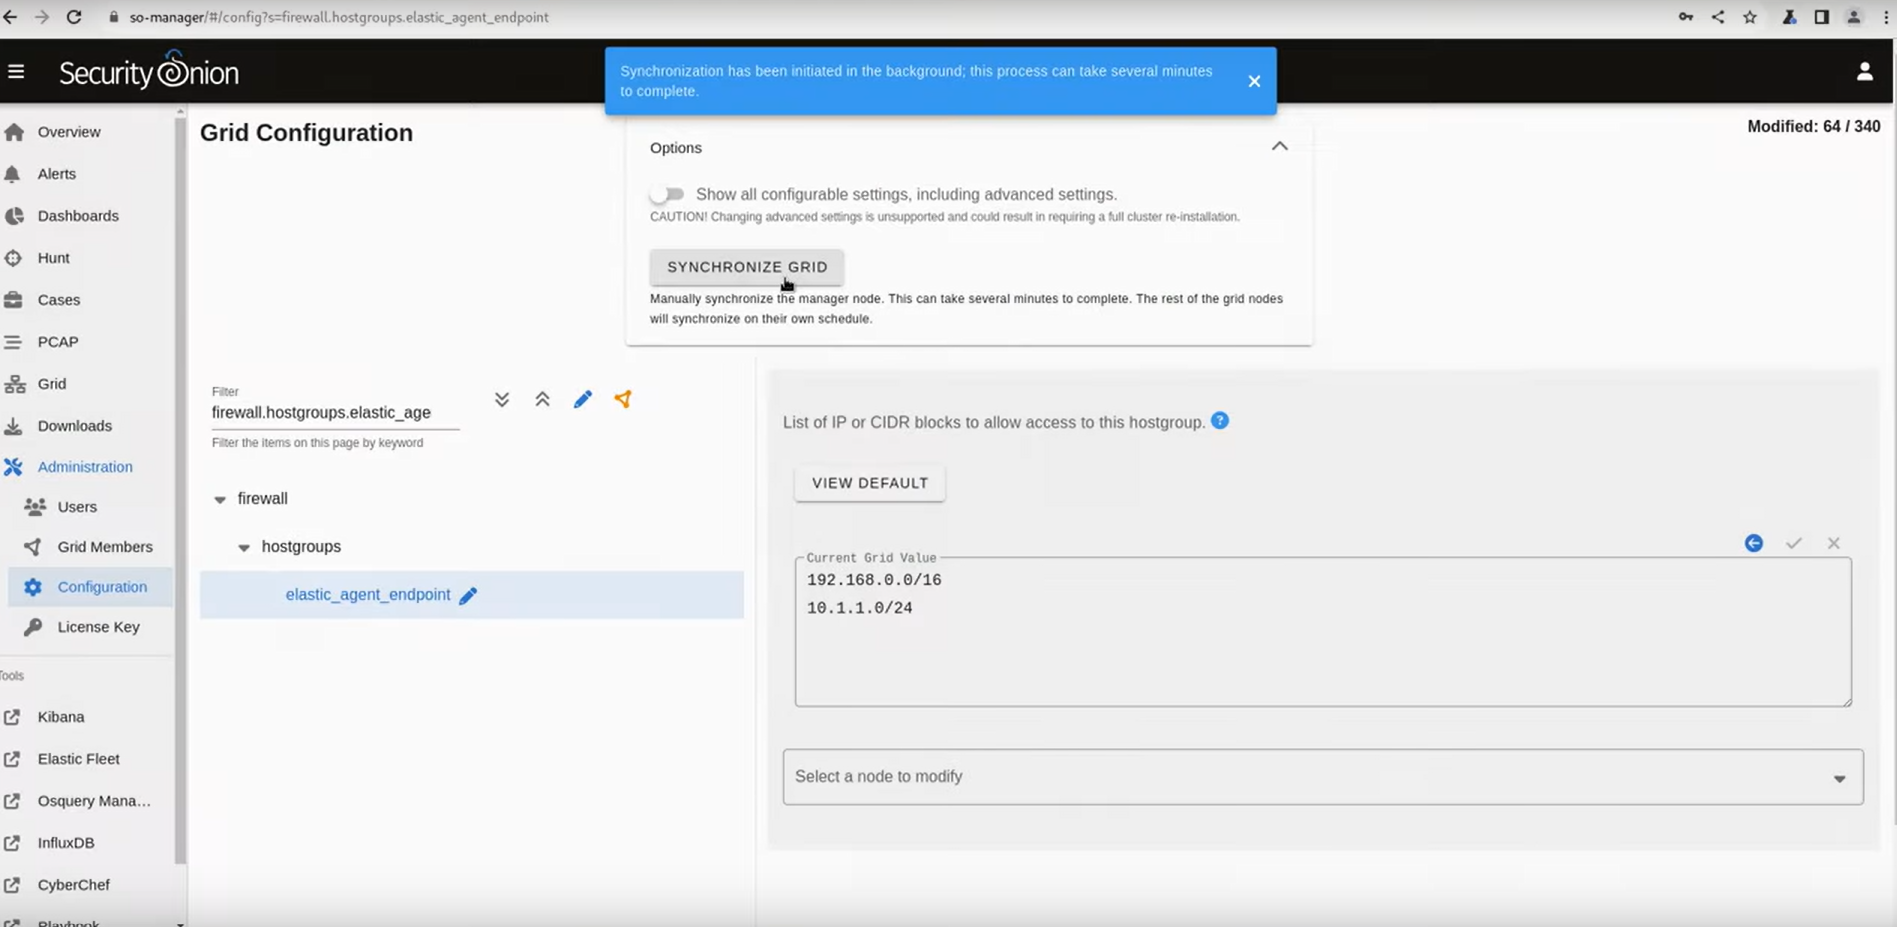 so-manager/#/config?s=firewall.hostgroups.elastic_agent_endpoint
Security Onion
Synchronization has been initiated in the background; this process can take several minutes
to complete.
Overview
Alerts
Dashboards
Hunt
Cases
PCAP
Grid
Downloads
Administration
Users
Grid Members
Configuration
License Key
Tools
Kibana
Elastic Fleet
Osquery Mana...
InfluxDB
CyberChef
Playbook
Grid Configuration
Modified: 64 / 340
Options
Show all configurable settings, including advanced settings.
CAUTION! Changing advanced settings is unsupported and could result in requiring a full cluster re-installation.
SYNCHRONIZE GRID
Manually synchronize the manager node. This can take several minutes to complete. The rest of the grid nodes
will synchronize on their own schedule.
Filter
firewall.hostgroups.elastic_age
Filter the items on this page by keyword
firewall
hostgroups
elastic_agent_endpoint
List of IP or CIDR blocks to allow access to this hostgroup. ?
VIEW DEFAULT
Current Grid Value
192.168.0.0/16
10.1.1.0/24
Select a node to modify